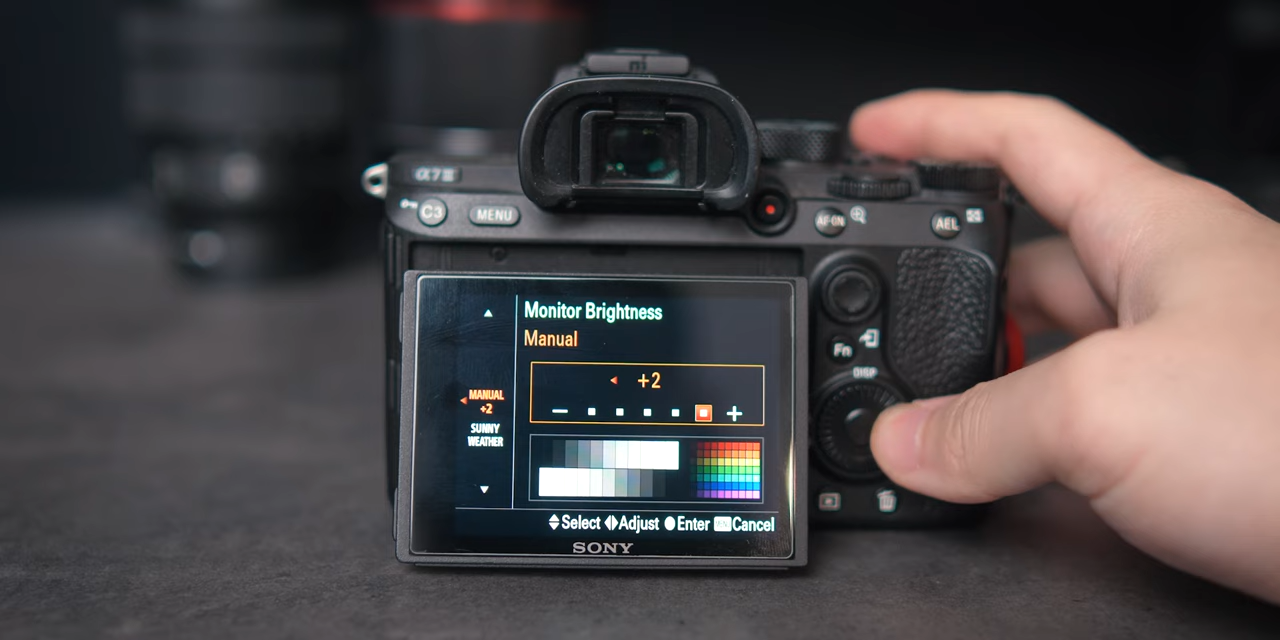 α7III
C3
MENU
AF-ON
AEL
Monitor Brightness
Manual
+2
MANUAL
+2
SUNNY
WEATHER
Fn
DISP
Select Adjust Enter Cancel
SONY